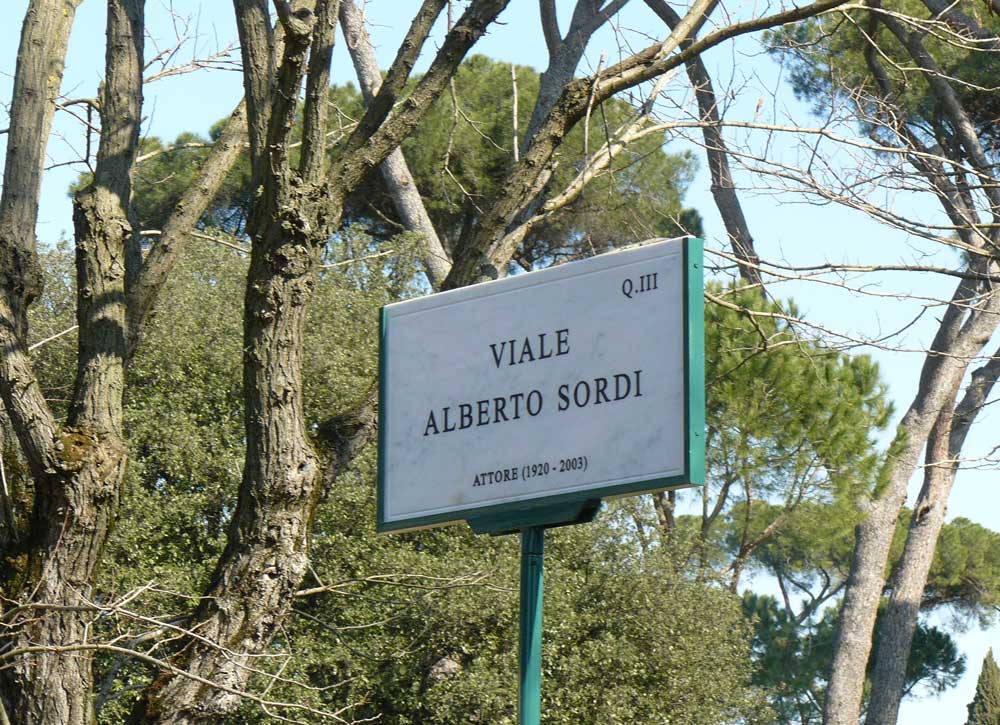 Q.III
VIALE
ALBERTO SORDI
ATTORE (1920 - 2003)